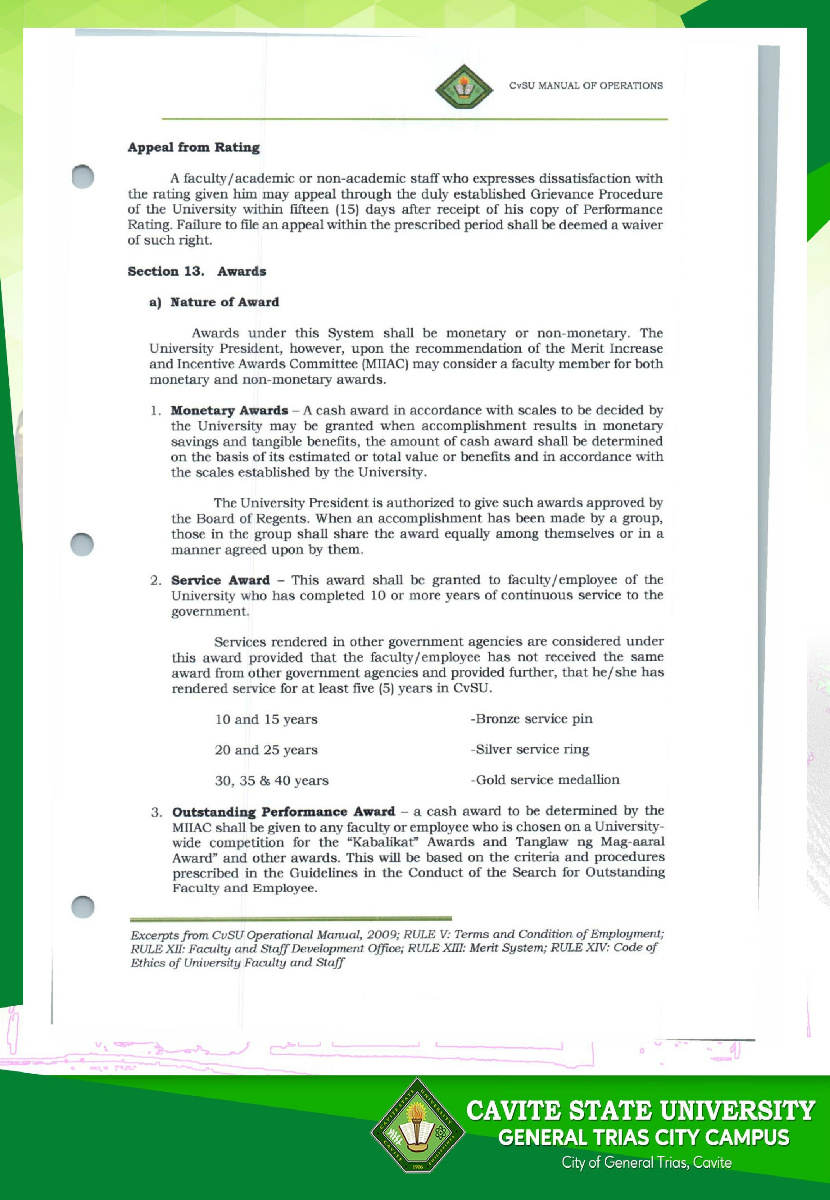 CvSU MANUAL OF OPERATIONS
Appeal from Rating
A faculty/academic or non-academic staff who expresses dissatisfaction with
the rating given him may appeal through the duly established Grievance Procedure
of the University within fifteen (15) days after receipt of his copy of Performance
Rating. Failure to file an appeal within the prescribed period shall be deemed a waiver
of such right.
Section 13. Awards
a) Nature of Award
Awards under this System shall be monetary or non-monetary. The
University President, however, upon the recommendation of the Merit Increase
and Incentive Awards Committee (MIIAC) may consider a faculty member for both
monetary and non-monetary awards.
1. Monetary Awards – A cash award in accordance with scales to be decided by
the University may be granted when accomplishment results in monetary
savings and tangible benefits, the amount of cash award shall be determined
on the basis of its estimated or total value or benefits and in accordance with
the scales established by the University.
The University President is authorized to give such awards approved by
the Board of Regents. When an accomplishment has been made by a group,
those in the group shall share the award equally among themselves or in a
manner agreed upon by them.
2. Service Award – This award shall be granted to faculty/employee of the
University who has completed 10 or more years of continuous service to the
government.
Services rendered in other government agencies are considered under
this award provided that the faculty/employee has not received the same
award from other government agencies and provided further, that he/she has
rendered service for at least five (5) years in CvSU.
10 and 15 years -Bronze service pin
20 and 25 years -Silver service ring
30, 35 & 40 years -Gold service medallion
3. Outstanding Performance Award – a cash award to be determined by the
MIIAC shall be given to any faculty or employee who is chosen on a University-
wide competition for the “Kabalikat” Awards and Tanglaw ng Mag-aaral
Award” and other awards. This will be based on the criteria and procedures
prescribed in the Guidelines in the Conduct of the Search for Outstanding
Faculty and Employee.
Excerpts from CvSU Operational Manual, 2009; RULE V: Terms and Condition of Employment;
RULE XII: Faculty and Staff Development Office; RULE XIII: Merit System; RULE XIV: Code of
Ethics of University Faculty and Staff
1906
CAVITE STATE UNIVERSITY
GENERAL TRIAS CITY CAMPUS
City of General Trias, Cavite